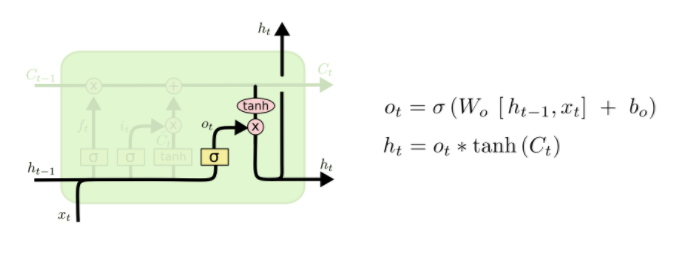 h_t
C_{t-1}
C_t
tanh
x
+
f_t
i_t
o_t
x
x
C̃_t
σ
σ
tanh
σ
h_{t-1}
h_t
x_t
o_t = σ (W_o [h_{t-1}, x_t] + b_o)
h_t = o_t * tanh (C_t)